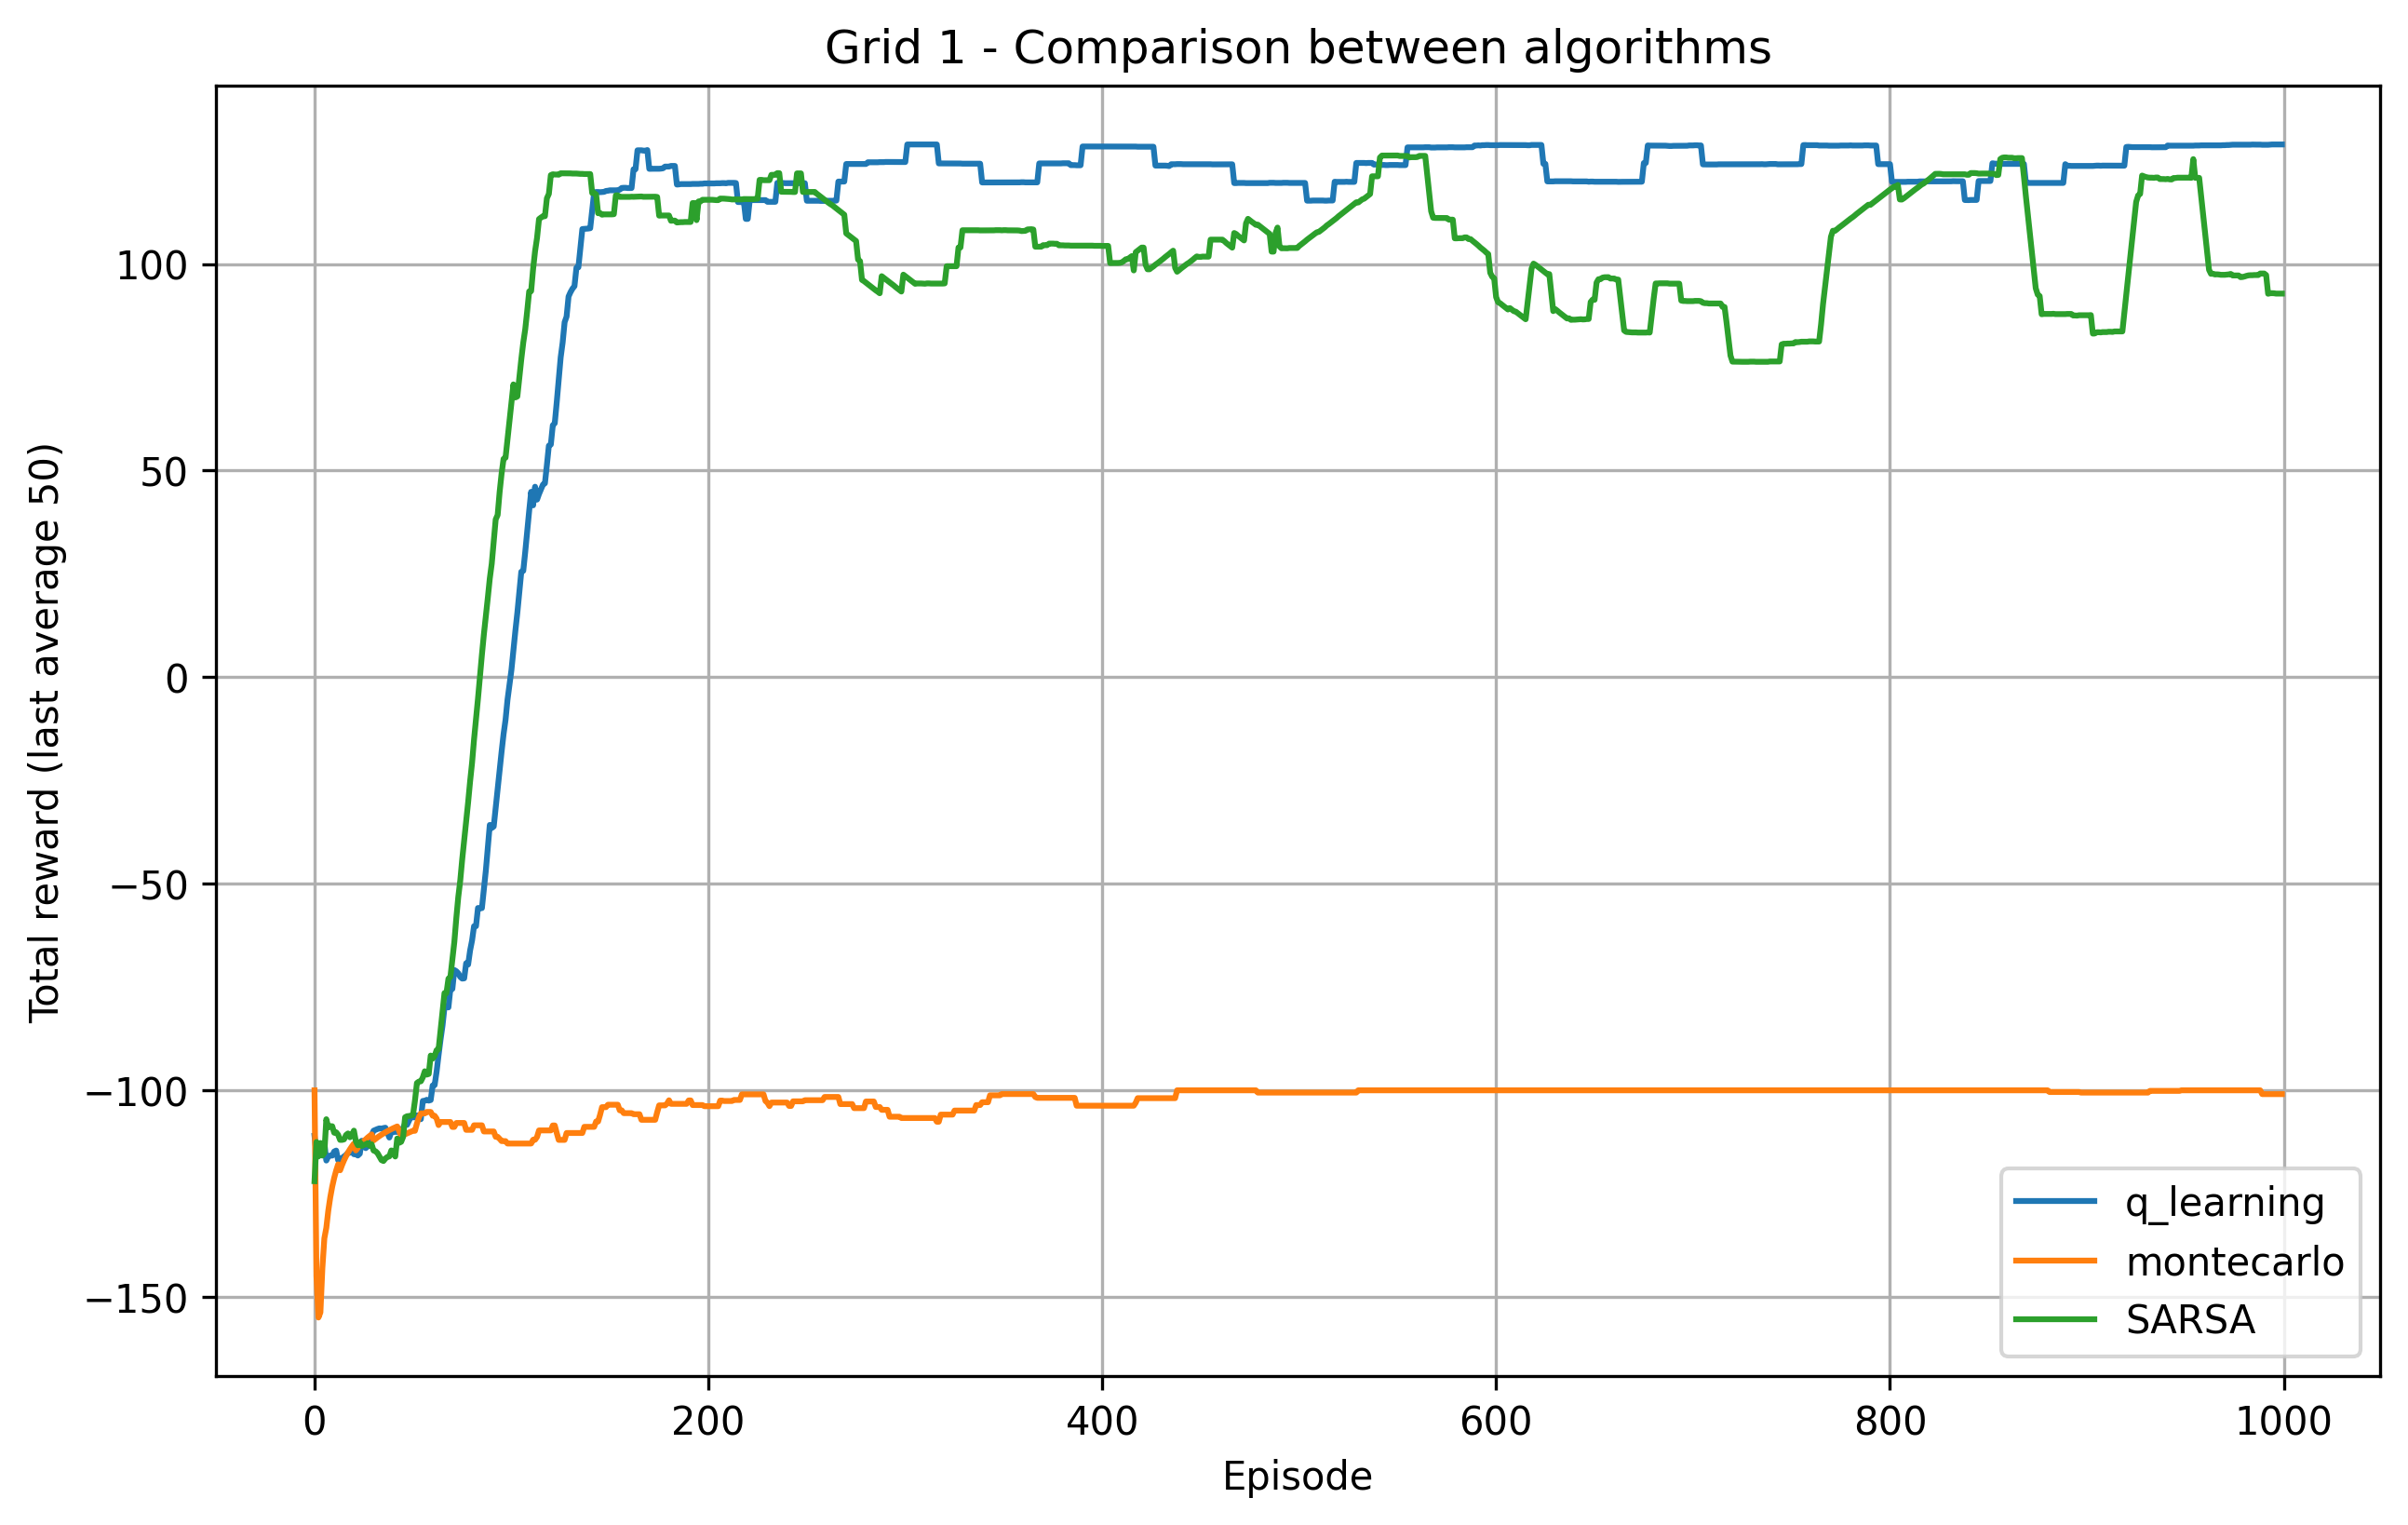 Grid 1 - Comparison between algorithms
Total reward (last average 50)
100
50
0
−50
−100
−150
0 200 400 600 800 1000
Episode
q_learning
montecarlo
SARSA